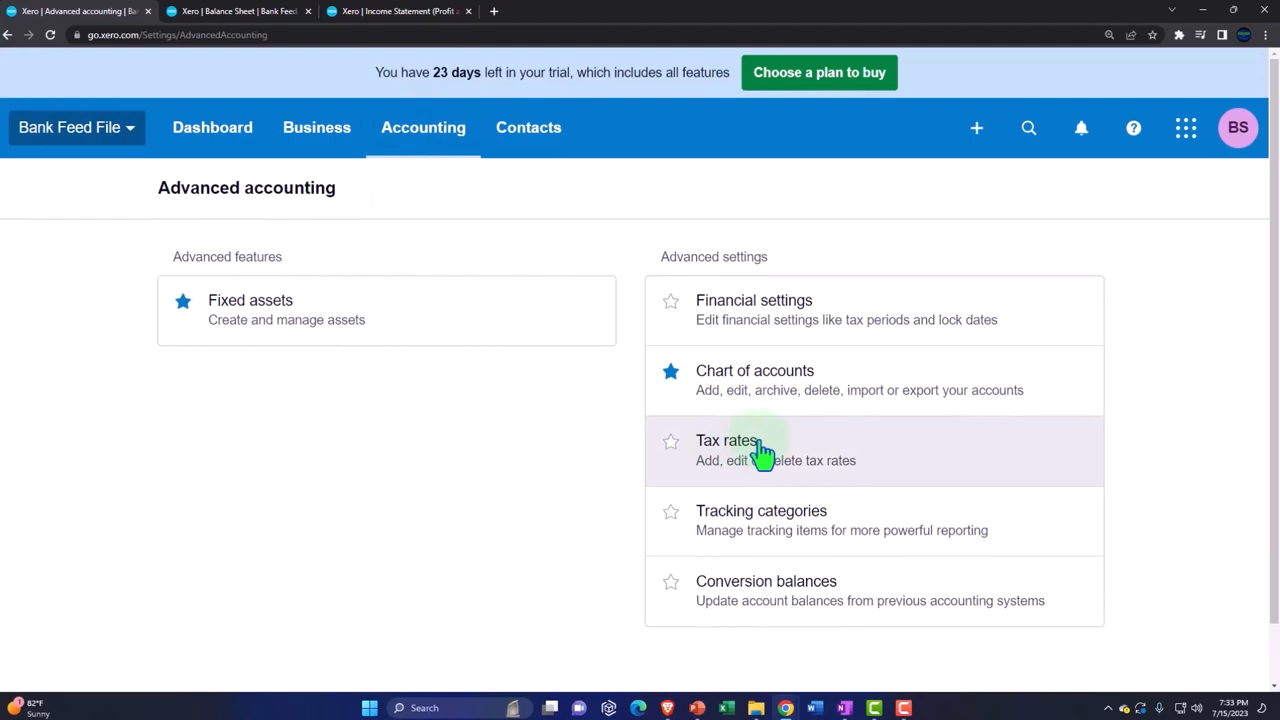 Xero | Advanced accounting | Ba
Xero | Balance Sheet | Bank Feed
Xero | Income Statement (Profit a
go.xero.com/Settings/AdvancedAccounting
You have 23 days left in your trial, which includes all features
Choose a plan to buy
Bank Feed File
Dashboard
Business
Accounting
Contacts
BS
Advanced accounting
Advanced features
Fixed assets
Create and manage assets
Advanced settings
Financial settings
Edit financial settings like tax periods and lock dates
Chart of accounts
Add, edit, archive, delete, import or export your accounts
Tax rates
Add, edit elete tax rates
Tracking categories
Manage tracking items for more powerful reporting
Conversion balances
Update account balances from previous accounting systems
1
82°F
Sunny
Search
7:33 PM
7/15/2023